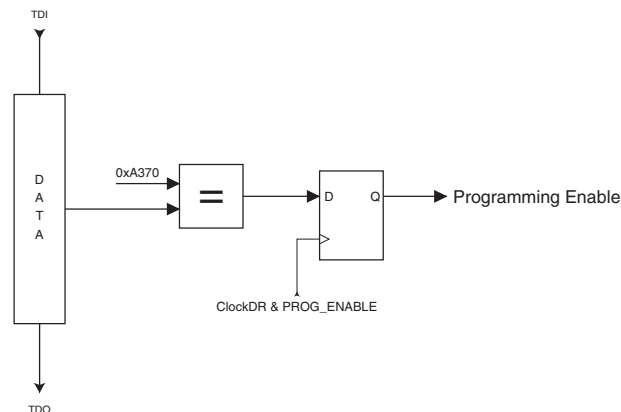 TDI
D
A
T
A
0xA370
=
D
Q
Programming Enable
ClockDR & PROG_ENABLE
TDO